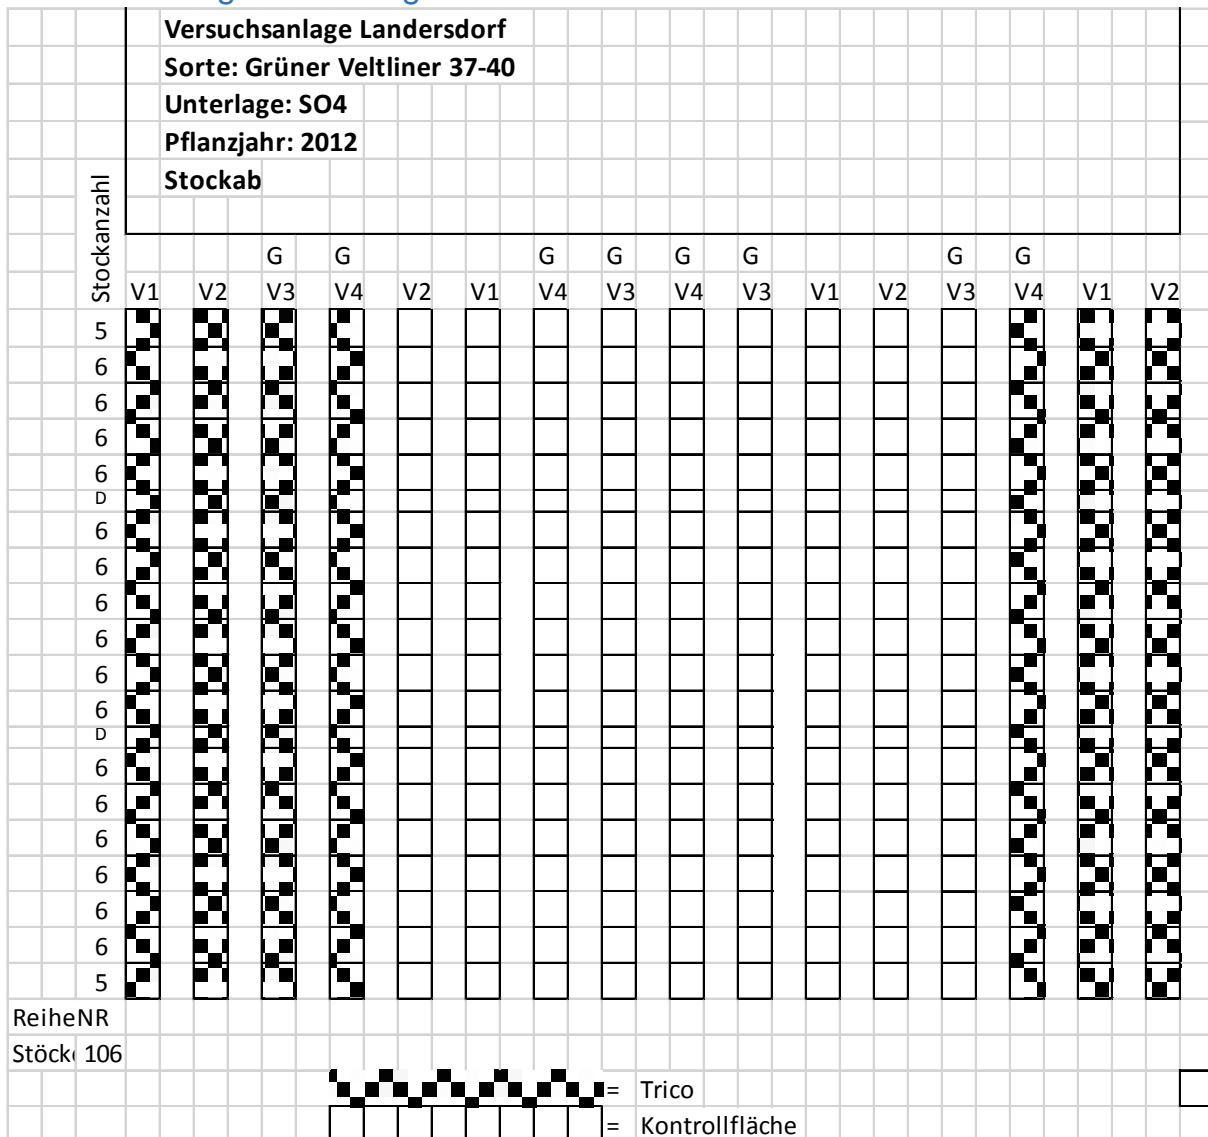 Versuchsanlage Landersdorf
Sorte: Grüner Veltliner 37-40
Unterlage: SO4
Pflanzjahr: 2012
Stockab
Stockanzahl
G G G G G G G G
V1 V2 V3 V4 V2 V1 V4 V3 V4 V3 V1 V2 V3 V4 V1 V2
5
6
6
6
6
D
6
6
6
6
6
6
D
6
6
6
6
6
6
5
ReiheNR
Stöck 106
= Trico
= Kontrollfläche